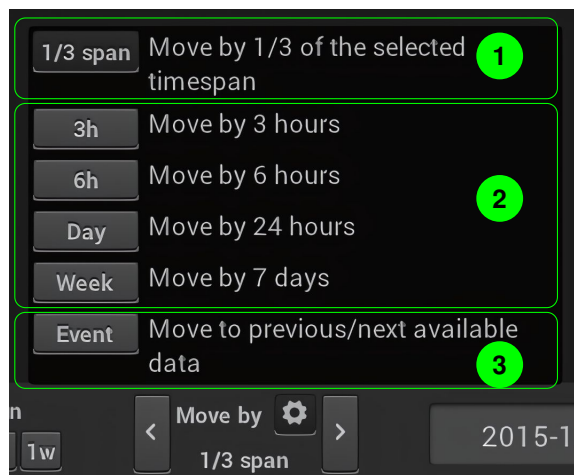 1/3 span Move by 1/3 of the selected 1
timespan
3h Move by 3 hours
6h Move by 6 hours
2
Day Move by 24 hours
Week Move by 7 days
Event Move to previous/next available
data 3
n Move by
1w 1/3 span 2015-1